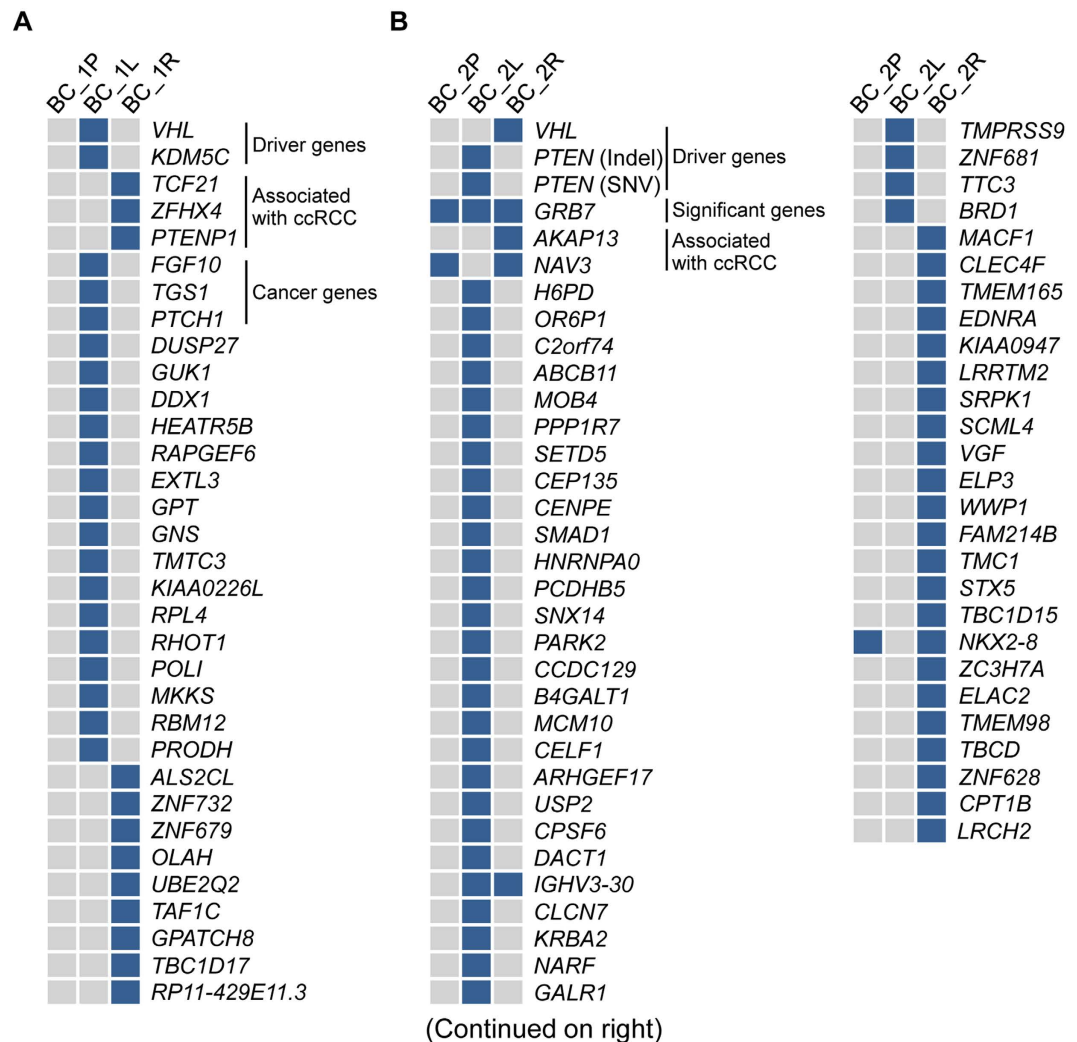 A
BC_1P
BC_1L
BC_1R
VHL
KDM5C
Driver genes
TCF21
ZFHX4
PTENP1
Associated
with ccRCC
FGF10
TGS1
PTCH1
Cancer genes
DUSP27
GUK1
DDX1
HEATR5B
RAPGEF6
EXTL3
GPT
GNS
TMTC3
KIAA0226L
RPL4
RHOT1
POLI
MKKS
RBM12
PRODH
ALS2CL
ZNF732
ZNF679
OLAH
UBE2Q2
TAF1C
GPATCH8
TBC1D17
RP11-429E11.3
B
BC_2P
BC_2L
BC_2R
VHL
PTEN (Indel)
PTEN (SNV)
Driver genes
GRB7
Significant genes
AKAP13
NAV3
Associated
with ccRCC
H6PD
OR6P1
C2orf74
ABCB11
MOB4
PPP1R7
SETD5
CEP135
CENPE
SMAD1
HNRNPA0
PCDHB5
SNX14
PARK2
CCDC129
B4GALT1
MCM10
CELF1
ARHGEF17
USP2
CPSF6
DACT1
IGHV3-30
CLCN7
KRBA2
NARF
GALR1
(Continued on right)
BC_2P
BC_2L
BC_2R
TMPRSS9
ZNF681
TTC3
BRD1
MACF1
CLEC4F
TMEM165
EDNRA
KIAA0947
LRRTM2
SRPK1
SCML4
VGF
ELP3
WWP1
FAM214B
TMC1
STX5
TBC1D15
NKX2-8
ZC3H7A
ELAC2
TMEM98
TBCD
ZNF628
CPT1B
LRCH2